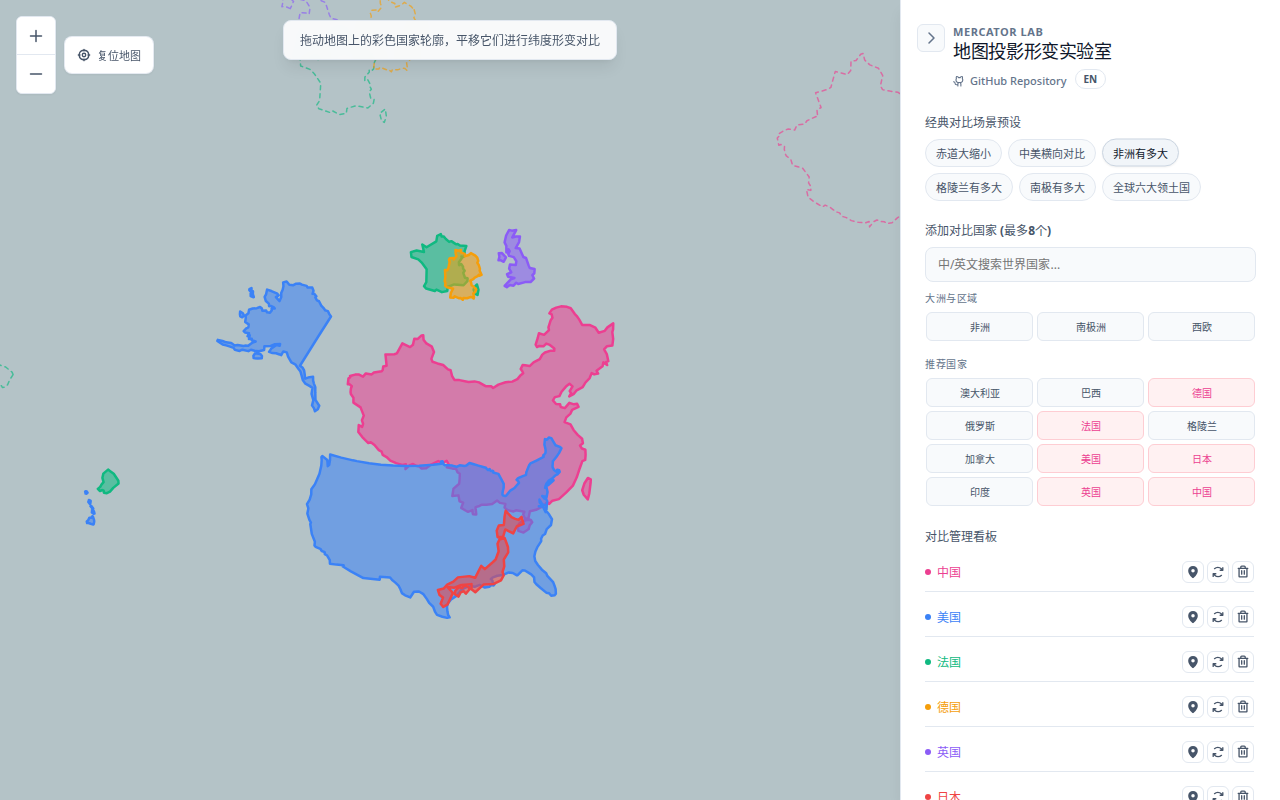 +
复位地图
−
拖动地图上的彩色国家轮廓，平移它们进行纬度形变对比
MERCATOR LAB
地图投影形变实验室
GitHub Repository EN
经典对比场景预设
赤道大缩小 中美横向对比 非洲有多大
格陵兰有多大 南极有多大 全球六大领土国
添加对比国家 (最多8个)
中/英文搜索世界国家...
大洲与区域
非洲 南极洲 西欧
推荐国家
澳大利亚 巴西 德国
俄罗斯 法国 格陵兰
加拿大 美国 日本
印度 英国 中国
对比管理看板
中国
美国
法国
德国
英国
日本